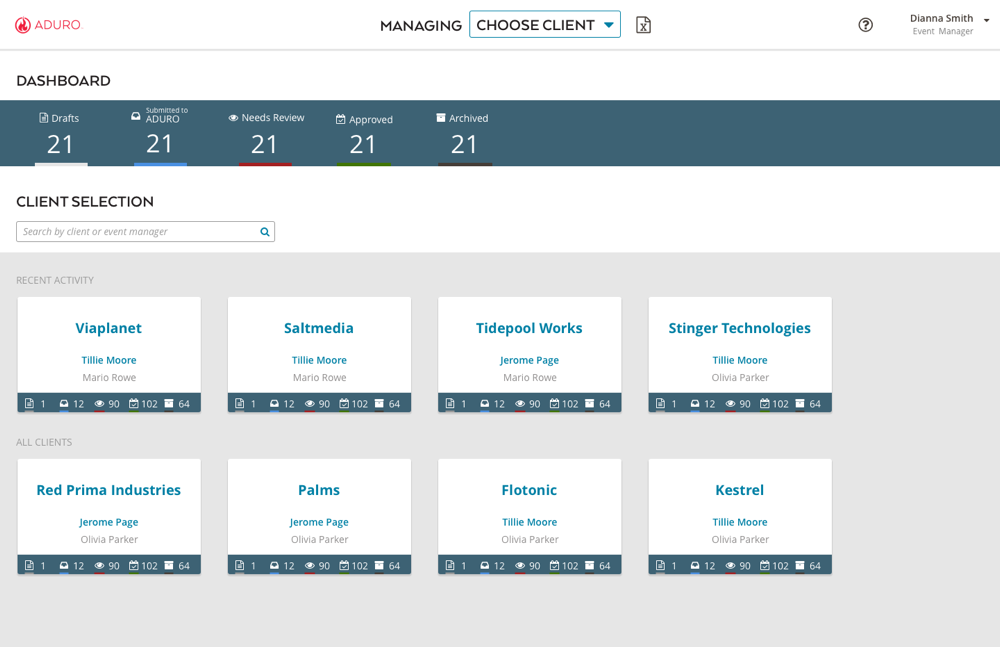 ADURO
MANAGING CHOOSE CLIENT
Dianna Smith
Event Manager
DASHBOARD
Drafts
21
Submitted to
ADURO
21
Needs Review
21
Approved
21
Archived
21
CLIENT SELECTION
Search by client or event manager
RECENT ACTIVITY
Viaplanet
Tillie Moore
Mario Rowe
1 12 90 102 64
Saltmedia
Tillie Moore
Mario Rowe
1 12 90 102 64
Tidepool Works
Jerome Page
Mario Rowe
1 12 90 102 64
Stinger Technologies
Tillie Moore
Olivia Parker
1 12 90 102 64
ALL CLIENTS
Red Prima Industries
Jerome Page
Olivia Parker
1 12 90 102 64
Palms
Jerome Page
Olivia Parker
1 12 90 102 64
Flotonic
Tillie Moore
Olivia Parker
1 12 90 102 64
Kestrel
Tillie Moore
Olivia Parker
1 12 90 102 64